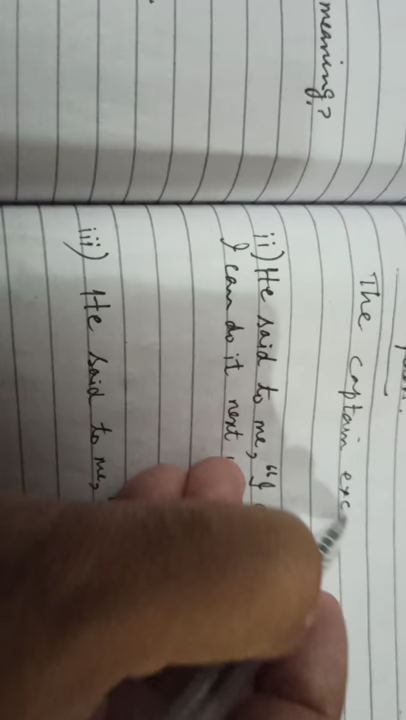 meaning?
The captain exc
ii) He said to me, "I
I can do it next
iii) He said to me,